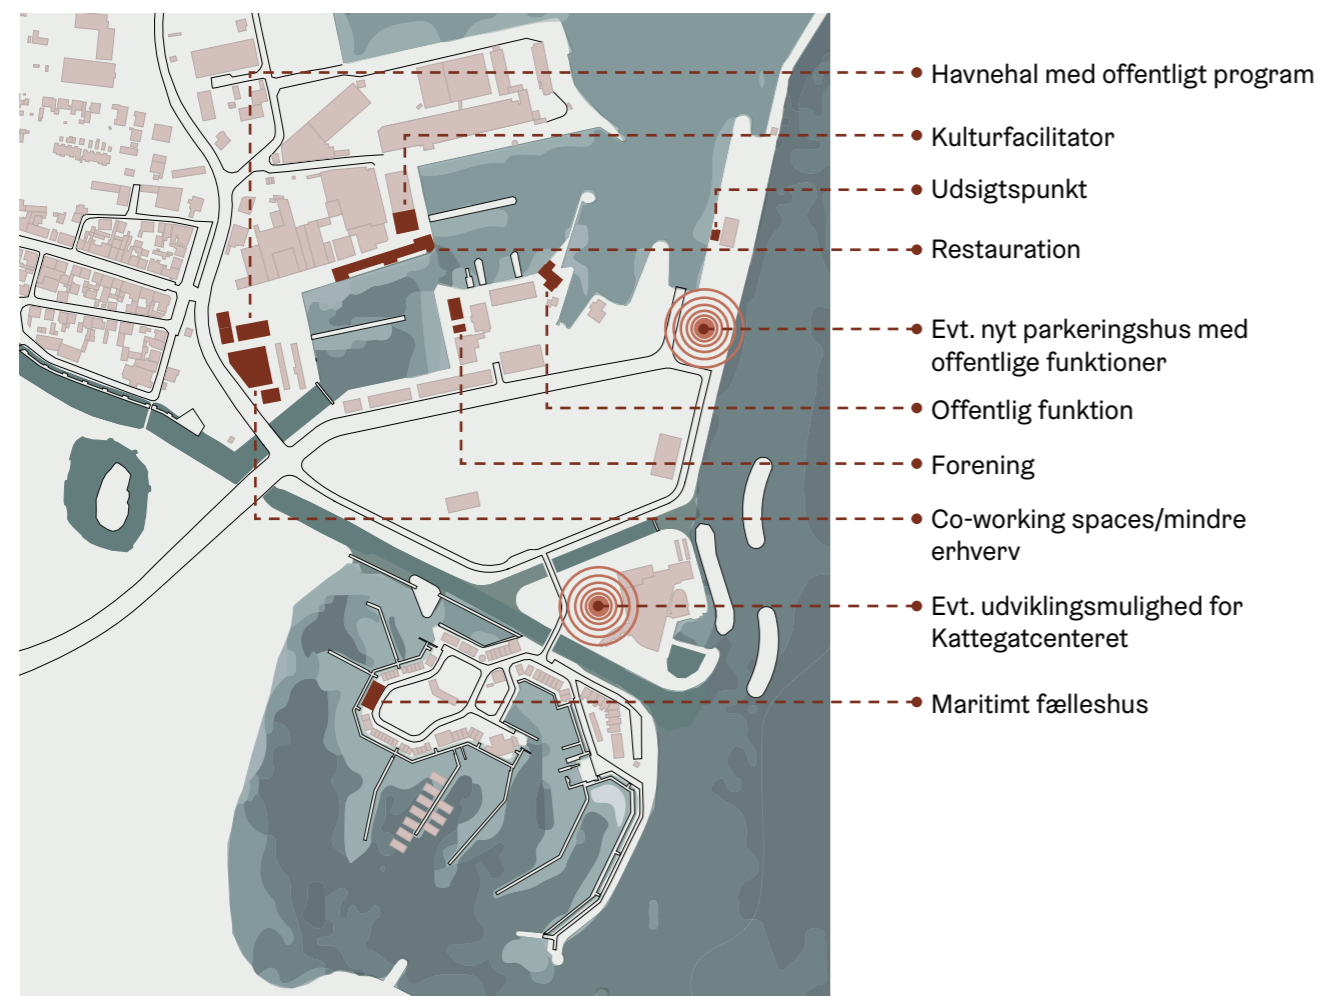 Havnehal med offentligt program
Kulturfacilitator
Udsigtspunkt
Restauration
Evt. nyt parkeringshus med
offentlige funktioner
Offentlig funktion
Forening
Co-working spaces/mindre
erhverv
Evt. udviklingsmulighed for
Kattegatcenteret
Maritimt fælleshus